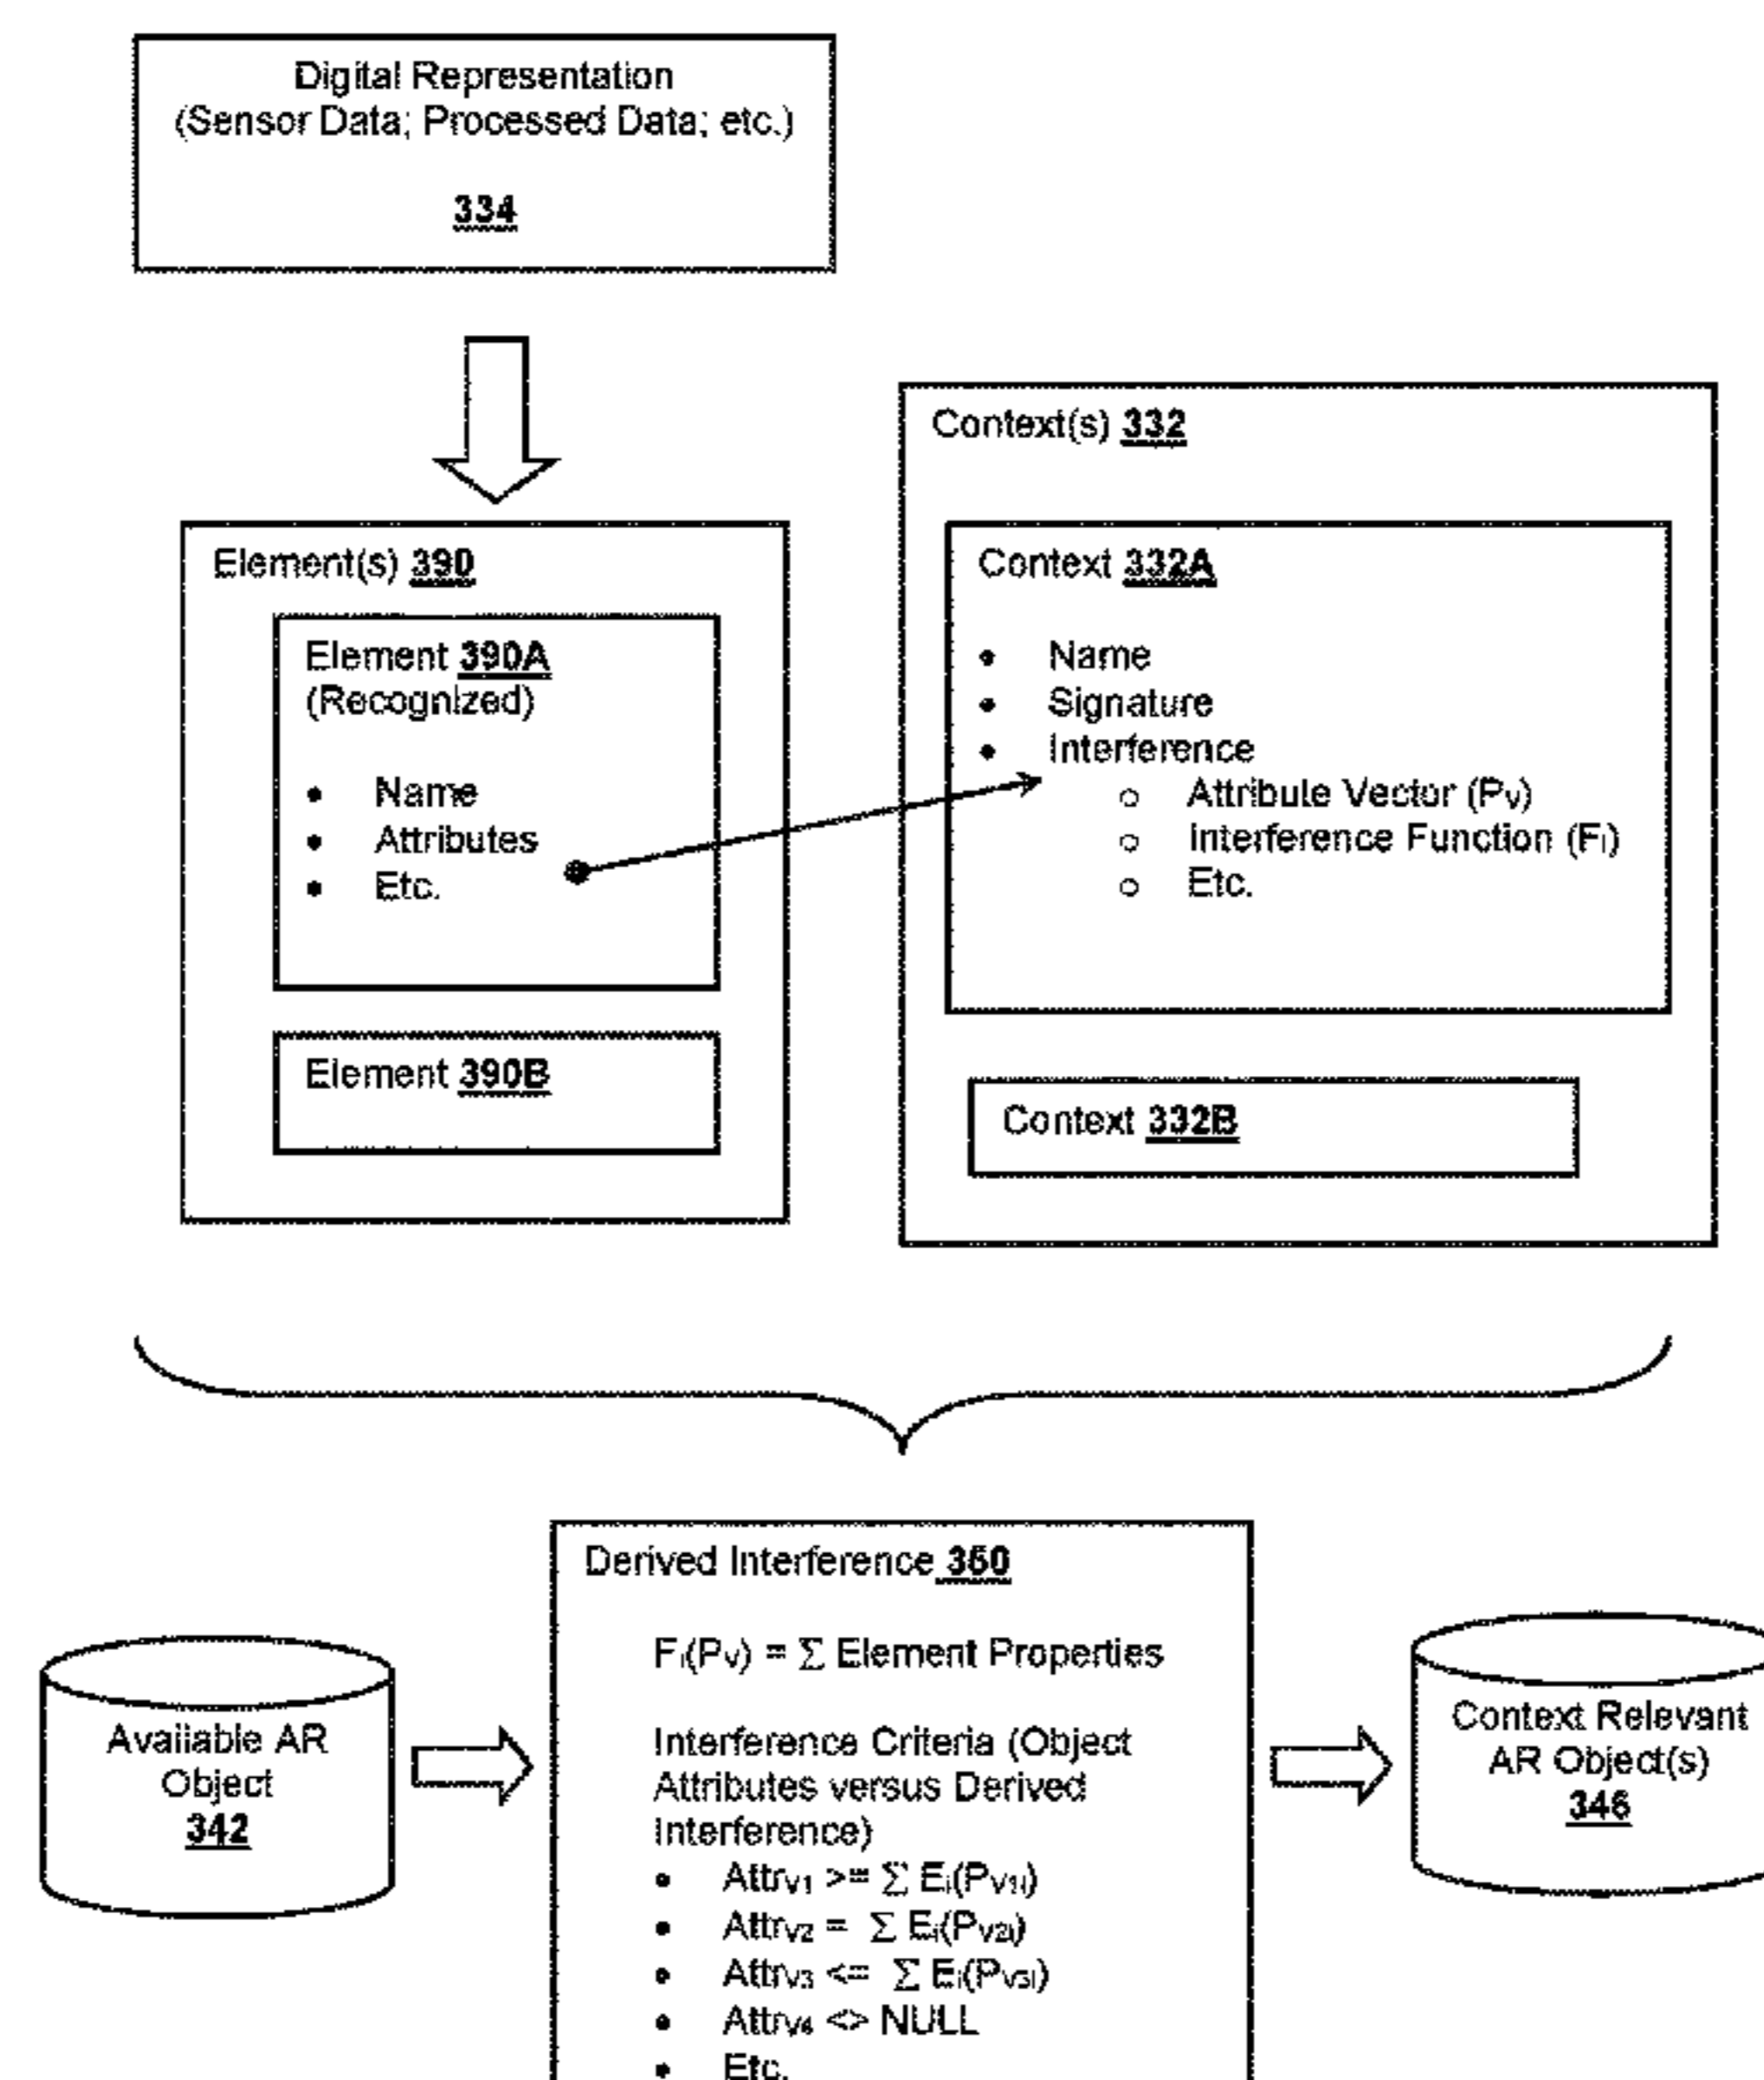 Digital Representation
(Sensor Data; Processed Data; etc.)
334
Element(s) 390
Element 390A
(Recognized)
• Name
• Attributes
• Etc.
Element 390B
Context(s) 332
Context 332A
• Name
• Signature
• Interference
○ Attribute Vector (PV)
○ Interference Function (FI)
○ Etc.
Context 332B
Available AR
Object
342
Derived Interference 350
FI(PV) = ∑ Element Properties
Interference Criteria (Object
Attributes versus Derived
Interference)
• AttrV1 >= ∑ Ei(PV1i)
• AttrV2 = ∑ Ei(PV2i)
• AttrV3 <= ∑ Ei(PV3i)
• AttrV4 <> NULL
• Etc.
Context Relevant
AR Object(s)
346